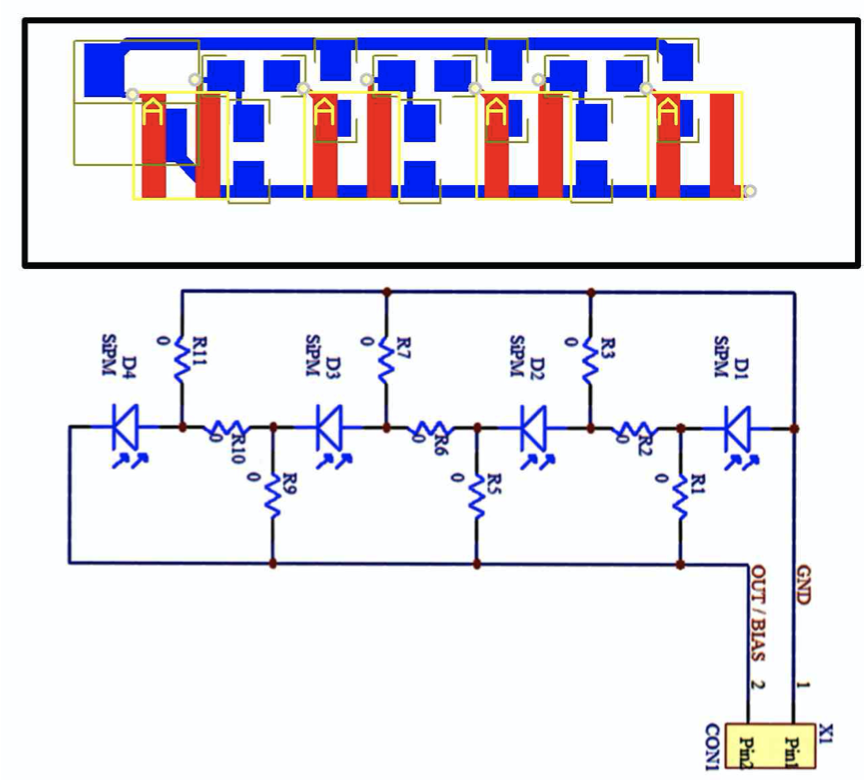 A
A
A
A
R11
0
R7
0
R3
0
D4
SiPM
D3
SiPM
D2
SiPM
D1
SiPM
R10
0
R6
0
R2
0
R9
0
R5
0
R1
0
GND
OUT / BIAS
1
2
X1
Pin1
Pin2
CON1